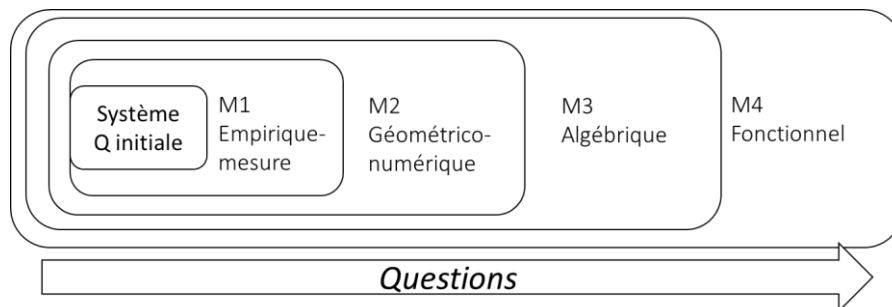 Système
Q initiale
M1
Empirique-
mesure
M2
Géométrico-
numérique
M3
Algébrique
M4
Fonctionnel
Questions